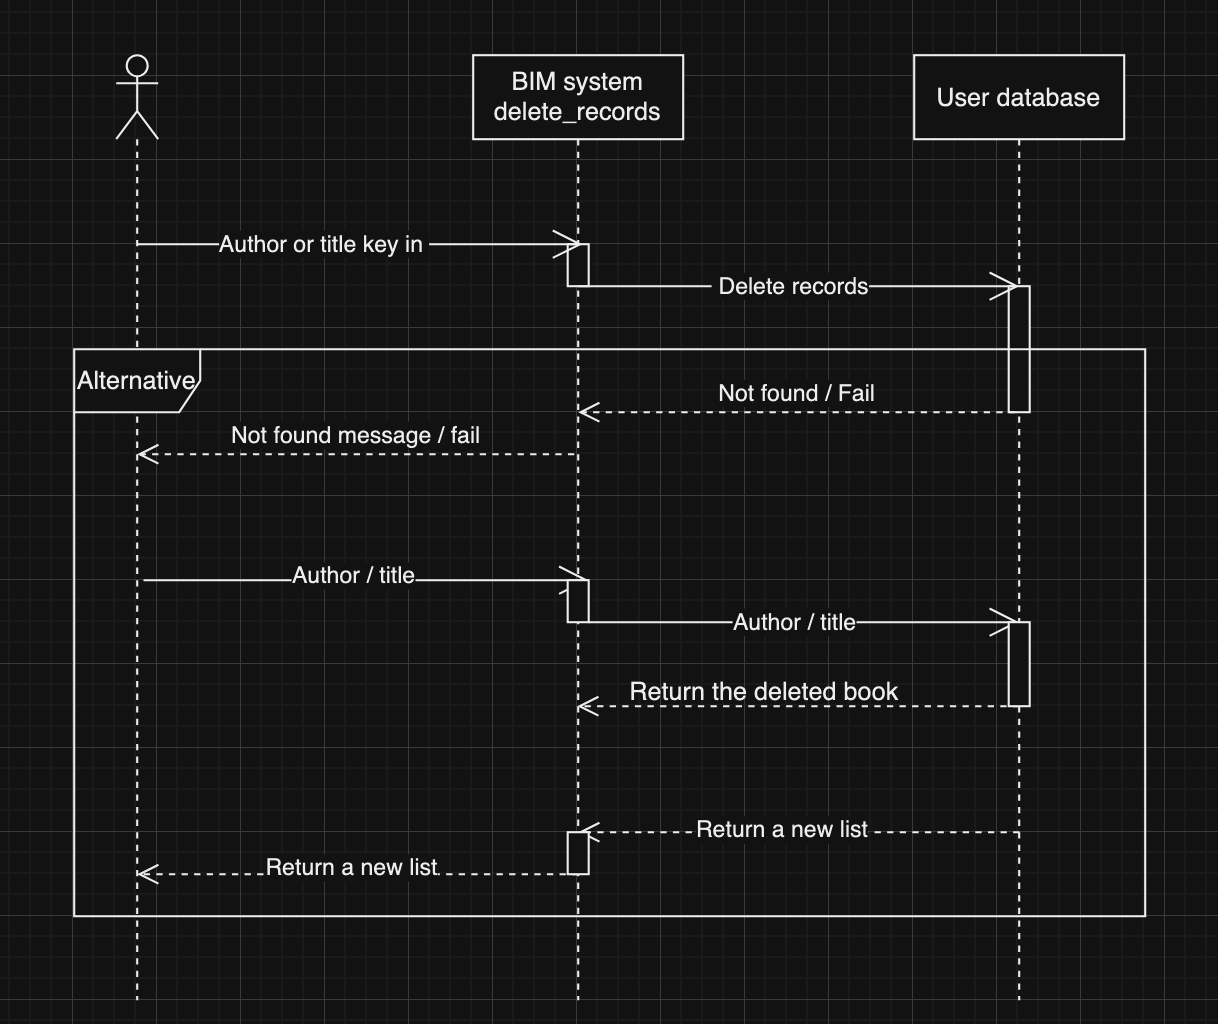 BIM system
delete_records
User database
Author or title key in
Delete records
Alternative
Not found / Fail
Not found message / fail
Author / title
Author / title
Return the deleted book
Return a new list
Return a new list